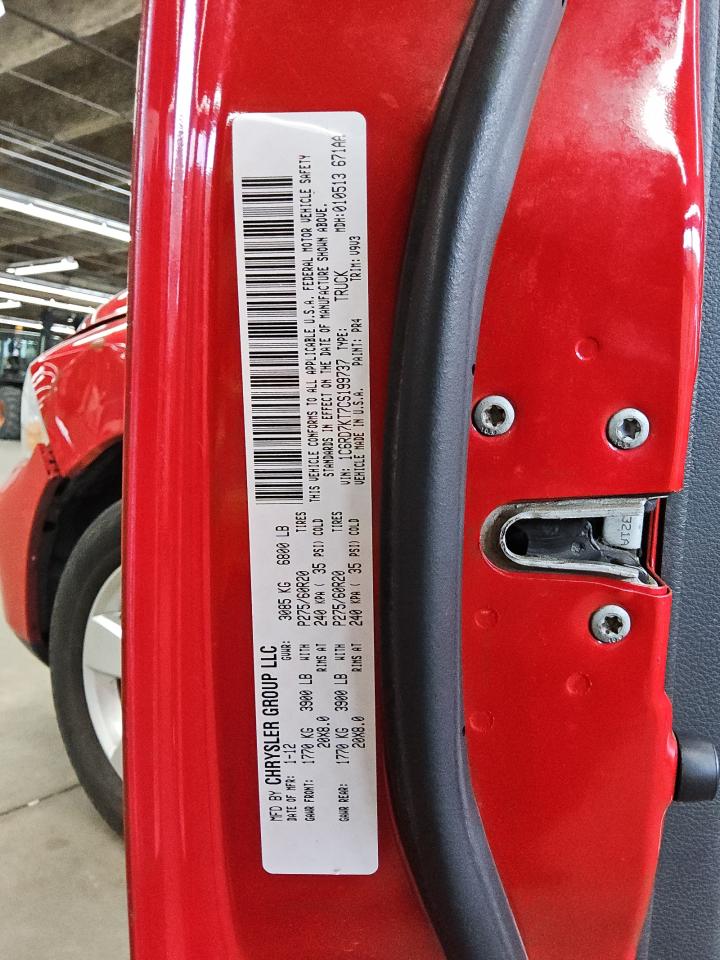 MFD BY CHRYSLER GROUP LLC
DATE OF MFR: 1-12 GVWR: 3085 KG 6800 LB
GAWR FRONT: 1770 KG 3900 LB WITH P275/60R20 TIRES
20X8.0 RIMS AT 240 KPA ( 35 PSI) COLD
GAWR REAR: 1770 KG 3900 LB WITH P275/60R20 TIRES
20X8.0 RIMS AT 240 KPA ( 35 PSI) COLD
THIS VEHICLE CONFORMS TO ALL APPLICABLE U.S.A. FEDERAL MOTOR VEHICLE SAFETY
STANDARDS IN EFFECT ON THE DATE OF MANUFACTURE SHOWN ABOVE.
VIN: 1C6RD7KT7CS199737 TYPE: TRUCK MDH:010513 671AA
VEHICLE MADE IN U.S.A. PAINT: PR4 TRIM: V9V3
321A